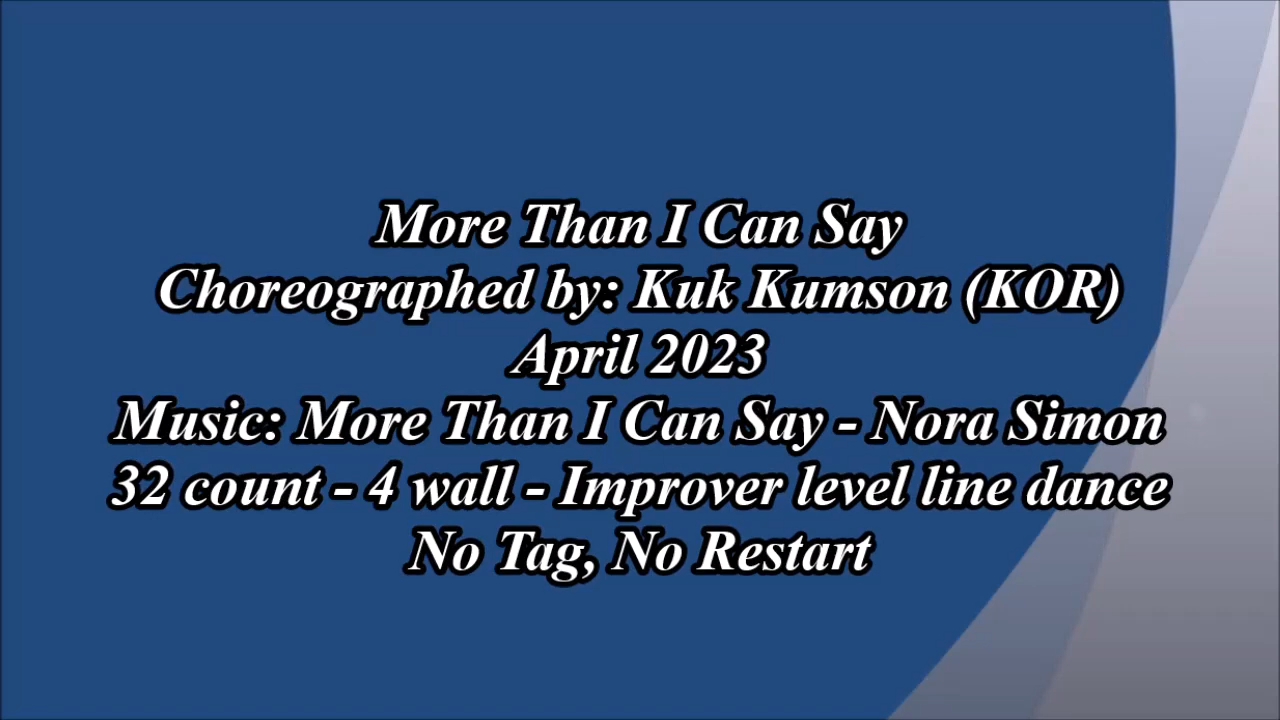 More Than I Can Say
Choreographed by: Kuk Kumson (KOR)
April 2023
Music: More Than I Can Say - Nora Simon
32 count - 4 wall - Improver level line dance
No Tag, No Restart